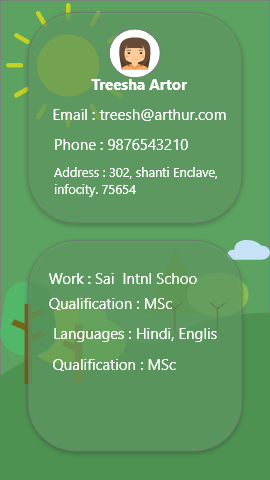 Treesha Artor
Email : treesh@arthur.com
Phone : 9876543210
Address : 302, shanti Enclave,
infocity. 75654
Work : Sai  Intnl Schoo
Qualification : MSc
Languages : Hindi, Englis
Qualification : MSc